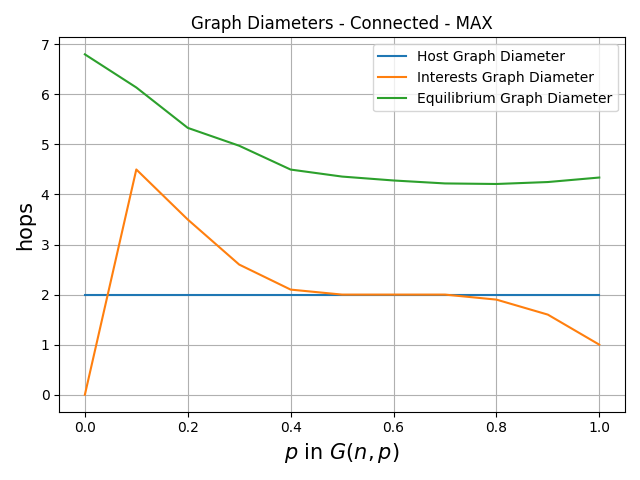 Graph Diameters - Connected - MAX
Host Graph Diameter
Interests Graph Diameter
Equilibrium Graph Diameter
hops
7
6
5
4
3
2
1
0
0.0 0.2 0.4 0.6 0.8 1.0
p in G(n, p)